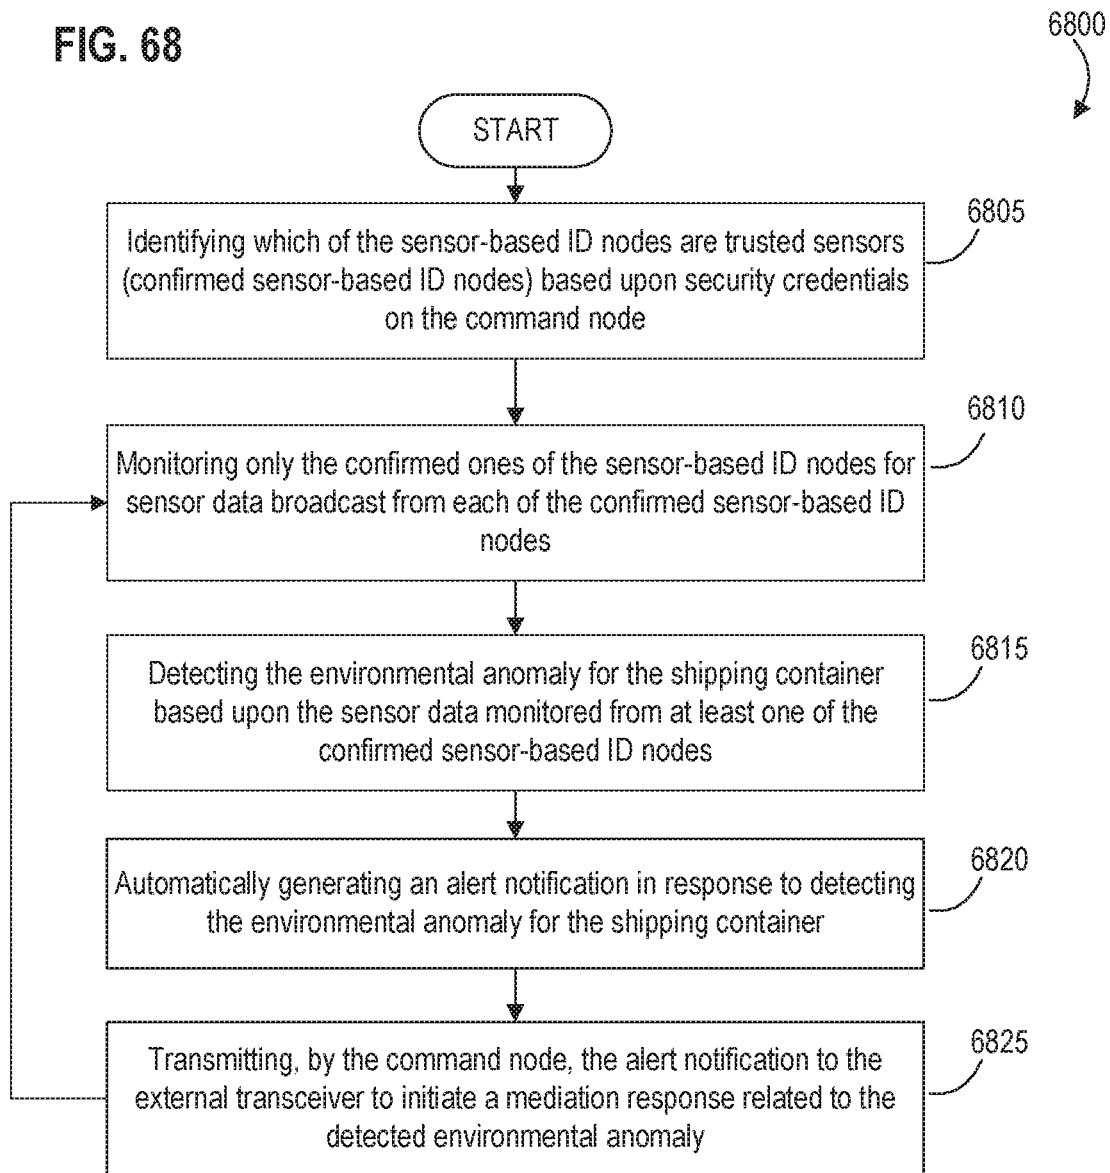 FIG. 68
6800
START
6805
Identifying which of the sensor-based ID nodes are trusted sensors
(confirmed sensor-based ID nodes) based upon security credentials
on the command node
6810
Monitoring only the confirmed ones of the sensor-based ID nodes for
sensor data broadcast from each of the confirmed sensor-based ID
nodes
6815
Detecting the environmental anomaly for the shipping container
based upon the sensor data monitored from at least one of the
confirmed sensor-based ID nodes
6820
Automatically generating an alert notification in response to detecting
the environmental anomaly for the shipping container
6825
Transmitting, by the command node, the alert notification to the
external transceiver to initiate a mediation response related to the
detected environmental anomaly